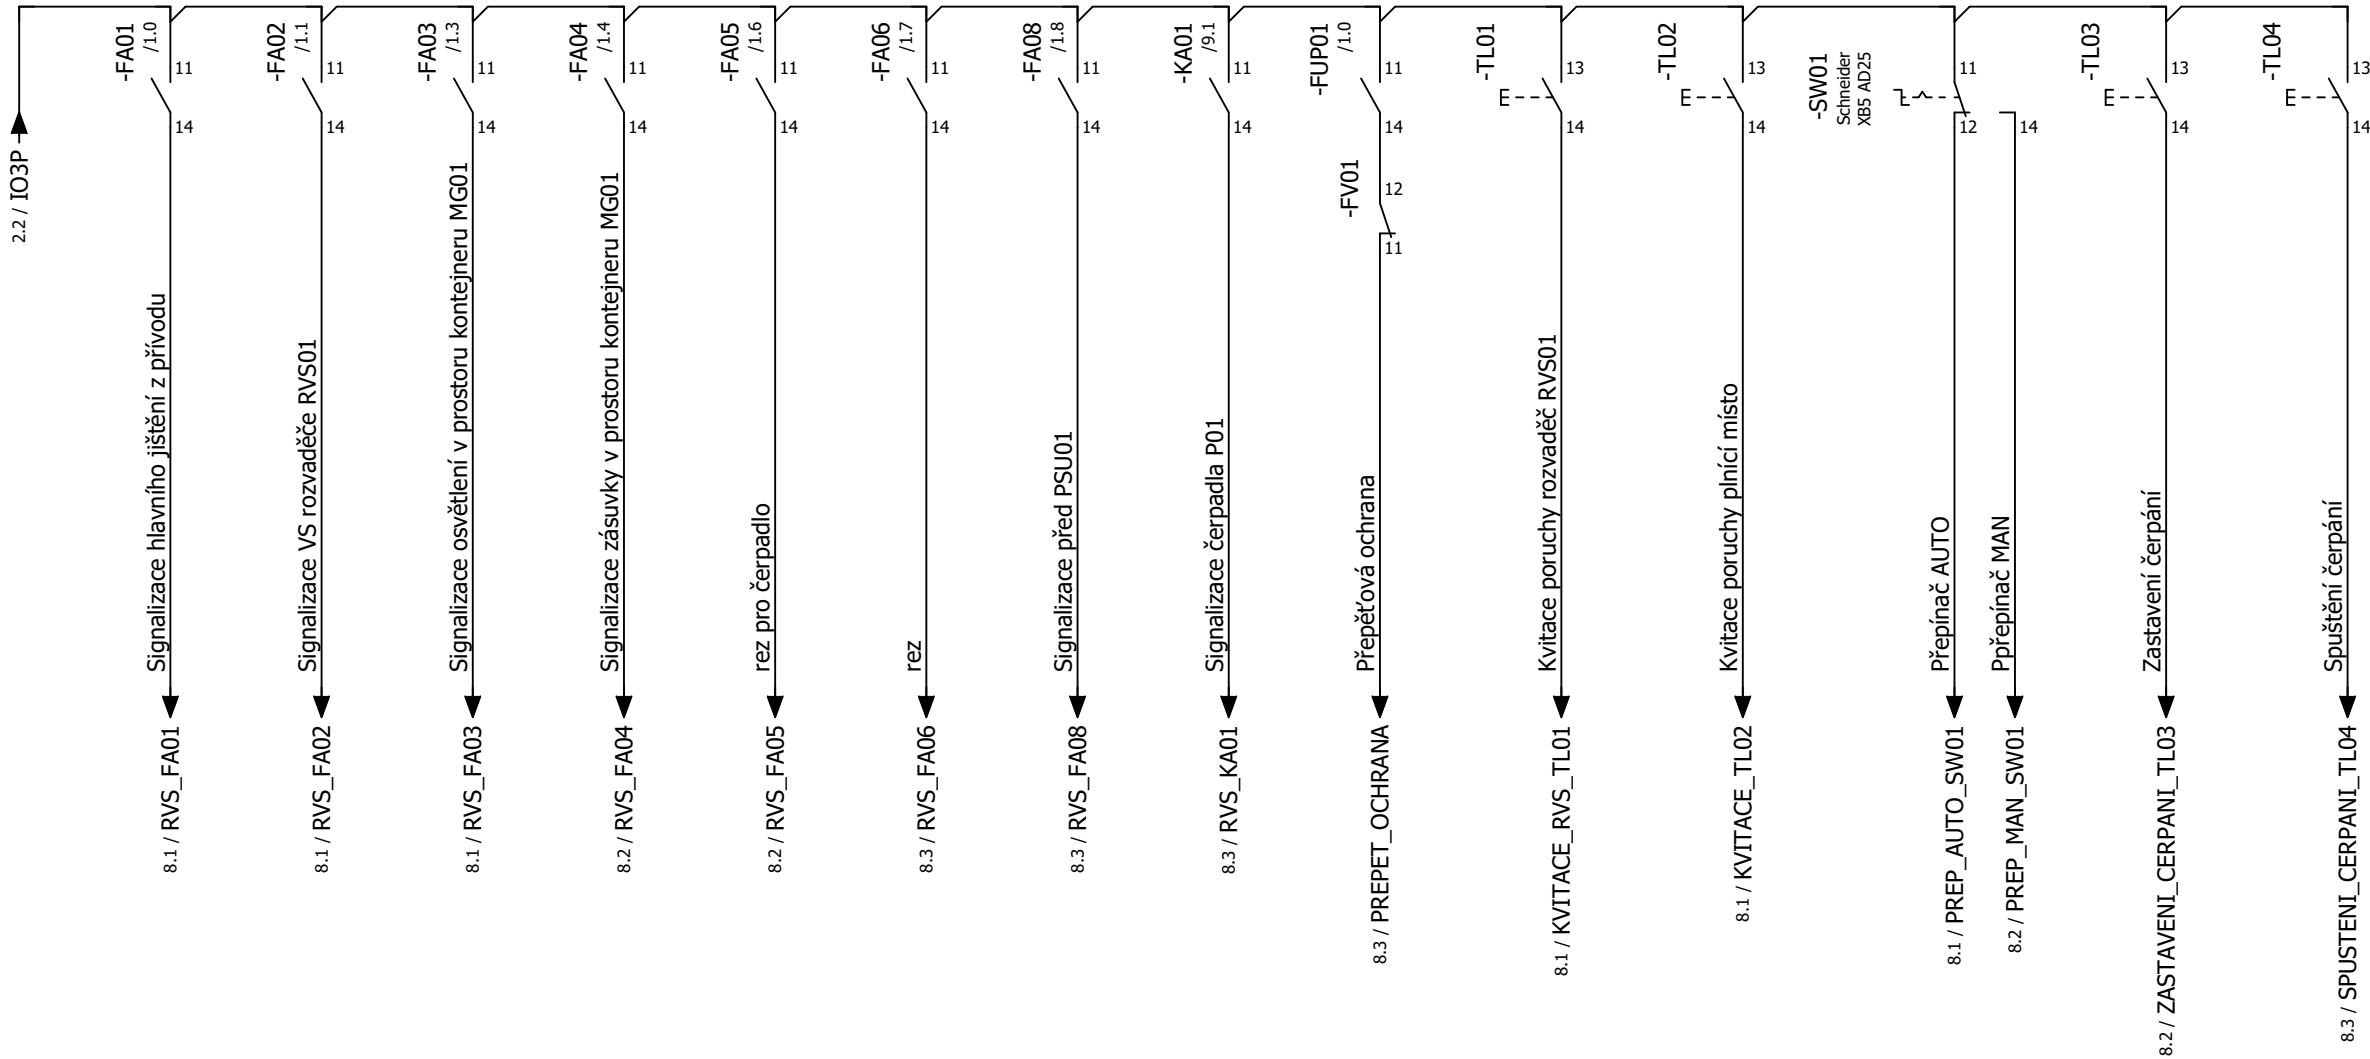 2.2 / IO3P
-FA01
/1.0
11
14
Signalizace hlavního jištění z přívodu
8.1 / RVS_FA01
-FA02
/1.1
11
14
Signalizace VS rozvaděče RVS01
8.1 / RVS_FA02
-FA03
/1.3
11
14
Signalizace osvětlení v prostoru kontejneru MG01
8.1 / RVS_FA03
-FA04
/1.4
11
14
Signalizace zásuvky v prostoru kontejneru MG01
8.2 / RVS_FA04
-FA05
/1.6
11
14
rez pro čerpadlo
8.2 / RVS_FA05
-FA06
/1.7
11
14
rez
8.3 / RVS_FA06
-FA08
/1.8
11
14
Signalizace před PSU01
8.3 / RVS_FA08
-KA01
/9.1
11
14
Signalizace čerpadla P01
8.3 / RVS_KA01
-FUP01
/1.0
11
14
-FV01
12
11
Přepěťová ochrana
8.3 / PREPET_OCHRANA
-TL01
13
14
Kvitace poruchy rozvaděč RVS01
8.1 / KVITACE_RVS_TL01
-TL02
13
14
Kvitace poruchy plnící místo
8.1 / KVITACE_TL02
-SW01
Schneider
XB5 AD25
11
12
14
Přepínač AUTO
8.1 / PREP_AUTO_SW01
Ppřepínač MAN
8.2 / PREP_MAN_SW01
-TL03
13
14
Zastavení čerpání
8.2 / ZASTAVENI_CERPANI_TL03
-TL04
13
14
Spuštění čerpání
8.3 / SPUSTENI_CERPANI_TL04